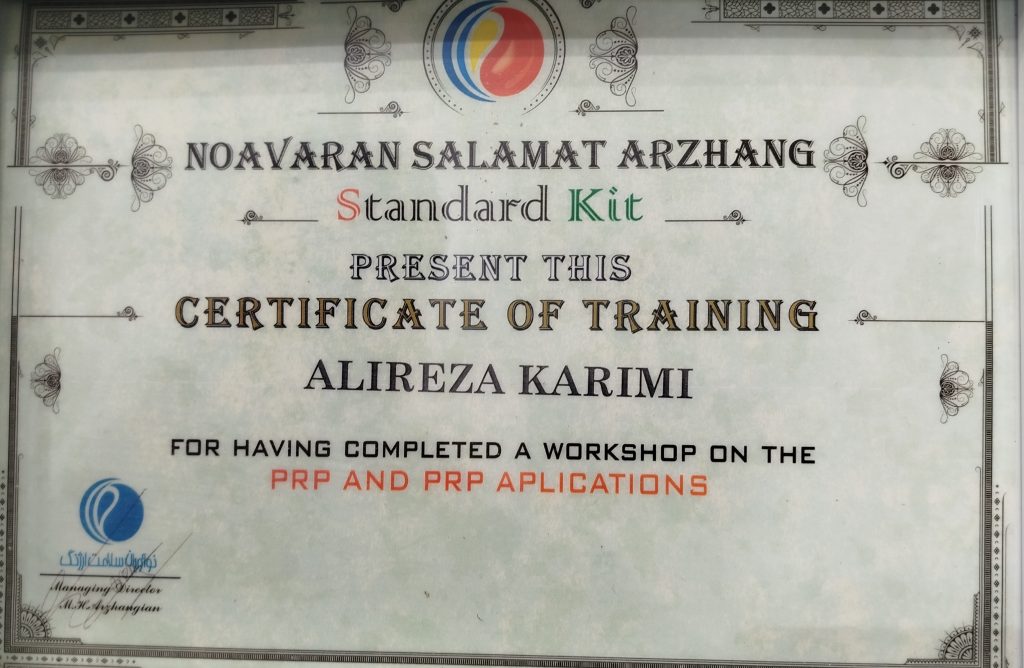 NOAVARAN SALAMAT ARZHANG
Standard Kit
PRESENT THIS
CERTIFICATE OF TRAINING
ALIREZA KARIMI
FOR HAVING COMPLETED A WORKSHOP ON THE
PRP AND PRP APLICATIONS
نوآوران سلامت ارژنگ
Managing Director
M.H.Arzhangian